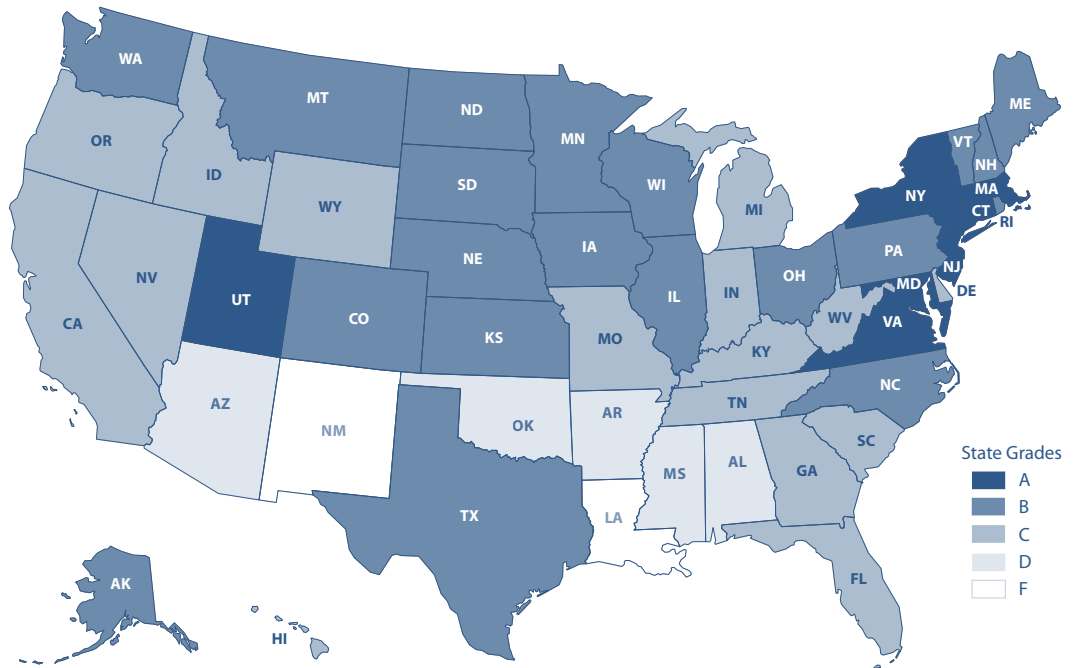 WA
MT
ND
MN
ME
VT
NH
OR
ID
SD
WI
NY
MA
WY
MI
CT
RI
IA
PA
NE
NV
OH
NJ
UT
IL
IN
MD
DE
CO
WV
CA
VA
KS
MO
KY
NC
AZ
TN
AR
OK
NM
SC
AL
GA
MS
TX
LA
State Grades
A
B
C
D
F
FL
AK
HI